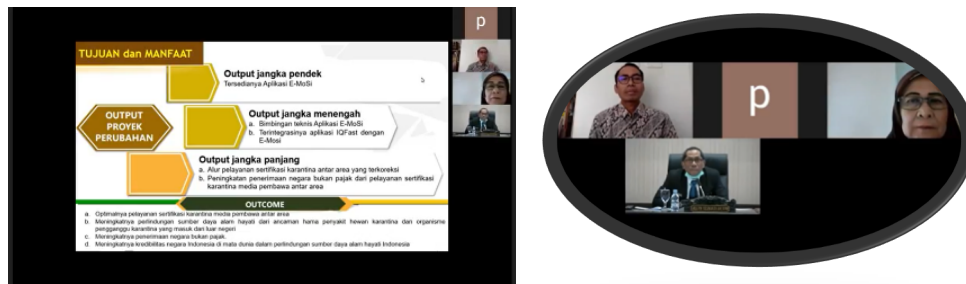 TUJUAN dan MANFAAT
Output jangka pendek
Tersedianya Aplikasi E-MoSi
OUTPUT
PROYEK
PERUBAHAN
Output jangka menengah
a. Bimbingan teknis Aplikasi E-MoSi
b. Terintegrasinya aplikasi IQFast dengan
E-Mosi
Output jangka panjang
a. Alur pelayanan sertifikasi karantina antar area yang terkoreksi
b. Peningkatan penerimaan negara bukan pajak dari pelayanan sertifikasi
karantina media pembawa antar area
OUTCOME
a. Optimalnya pelayanan sertifikasi karantina media pembawa antar area
b. Meningkatnya perlindungan sumber daya alam hayati dari ancaman hama penyakit hewan karantina dan organisme
pengganggu karantina yang masuk dari luar negeri
c. Meningkatnya penerimaan negara bukan pajak.
d. Meningkatnya kredibilitas negara Indonesia di mata dunia dalam perlindungan sumber daya alam hayati Indonesia
p
p